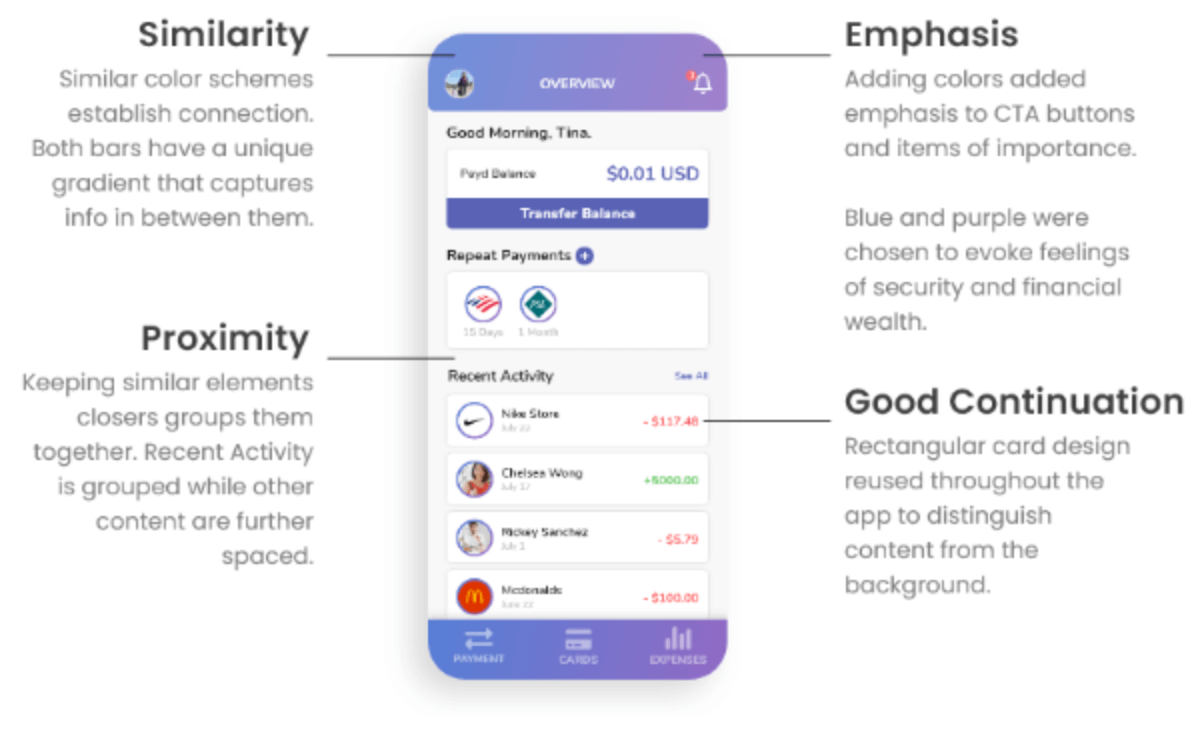 Similarity
Similar color schemes
establish connection.
Both bars have a unique
gradient that captures
info in between them.
Proximity
Keeping similar elements
closers groups them
together. Recent Activity
is grouped while other
content are further
spaced.
OVERVIEW
3
Good Morning, Tina.
Payd Balance
$0.01 USD
Transfer Balance
Repeat Payments +
PSE
15 Days
1 Month
Recent Activity
See All
Nike Store
July 22
- $117.48
Chelsea Wong
July 17
+5000.00
Rickey Sanchez
July 1
- $5.79
Mcdonalds
June 22
- $100.00
PAYMENT
CARDS
EXPENSES
Emphasis
Adding colors added
emphasis to CTA buttons
and items of importance.
Blue and purple were
chosen to evoke feelings
of security and financial
wealth.
Good Continuation
Rectangular card design
reused throughout the
app to distinguish
content from the
background.